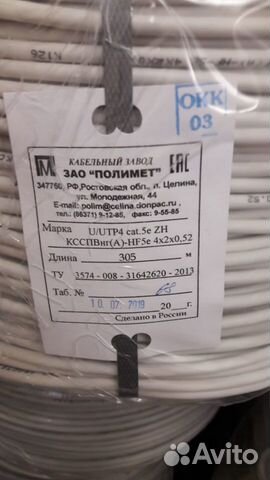 К126
ОКК
03
КАБЕЛЬНЫЙ ЗАВОД
ЗАО "ПОЛИМЕТ"
EAC
347760, РФ,Ростовская обл., п. Целина,
ул. Молодежная, 44
E-mail: polim@celina.donpac.ru,
тел.: (86371) 9-12-85, факс: 9-55-85
Марка U/UTP4 cat.5e ZH
КССПВнг(А)-HF5e 4x2x0,52
Длина 305 м
ТУ 3574 - 008 - 31642620 - 2013
Таб. № 68
10 07 2019 20 г.
Сделано в России
Avito